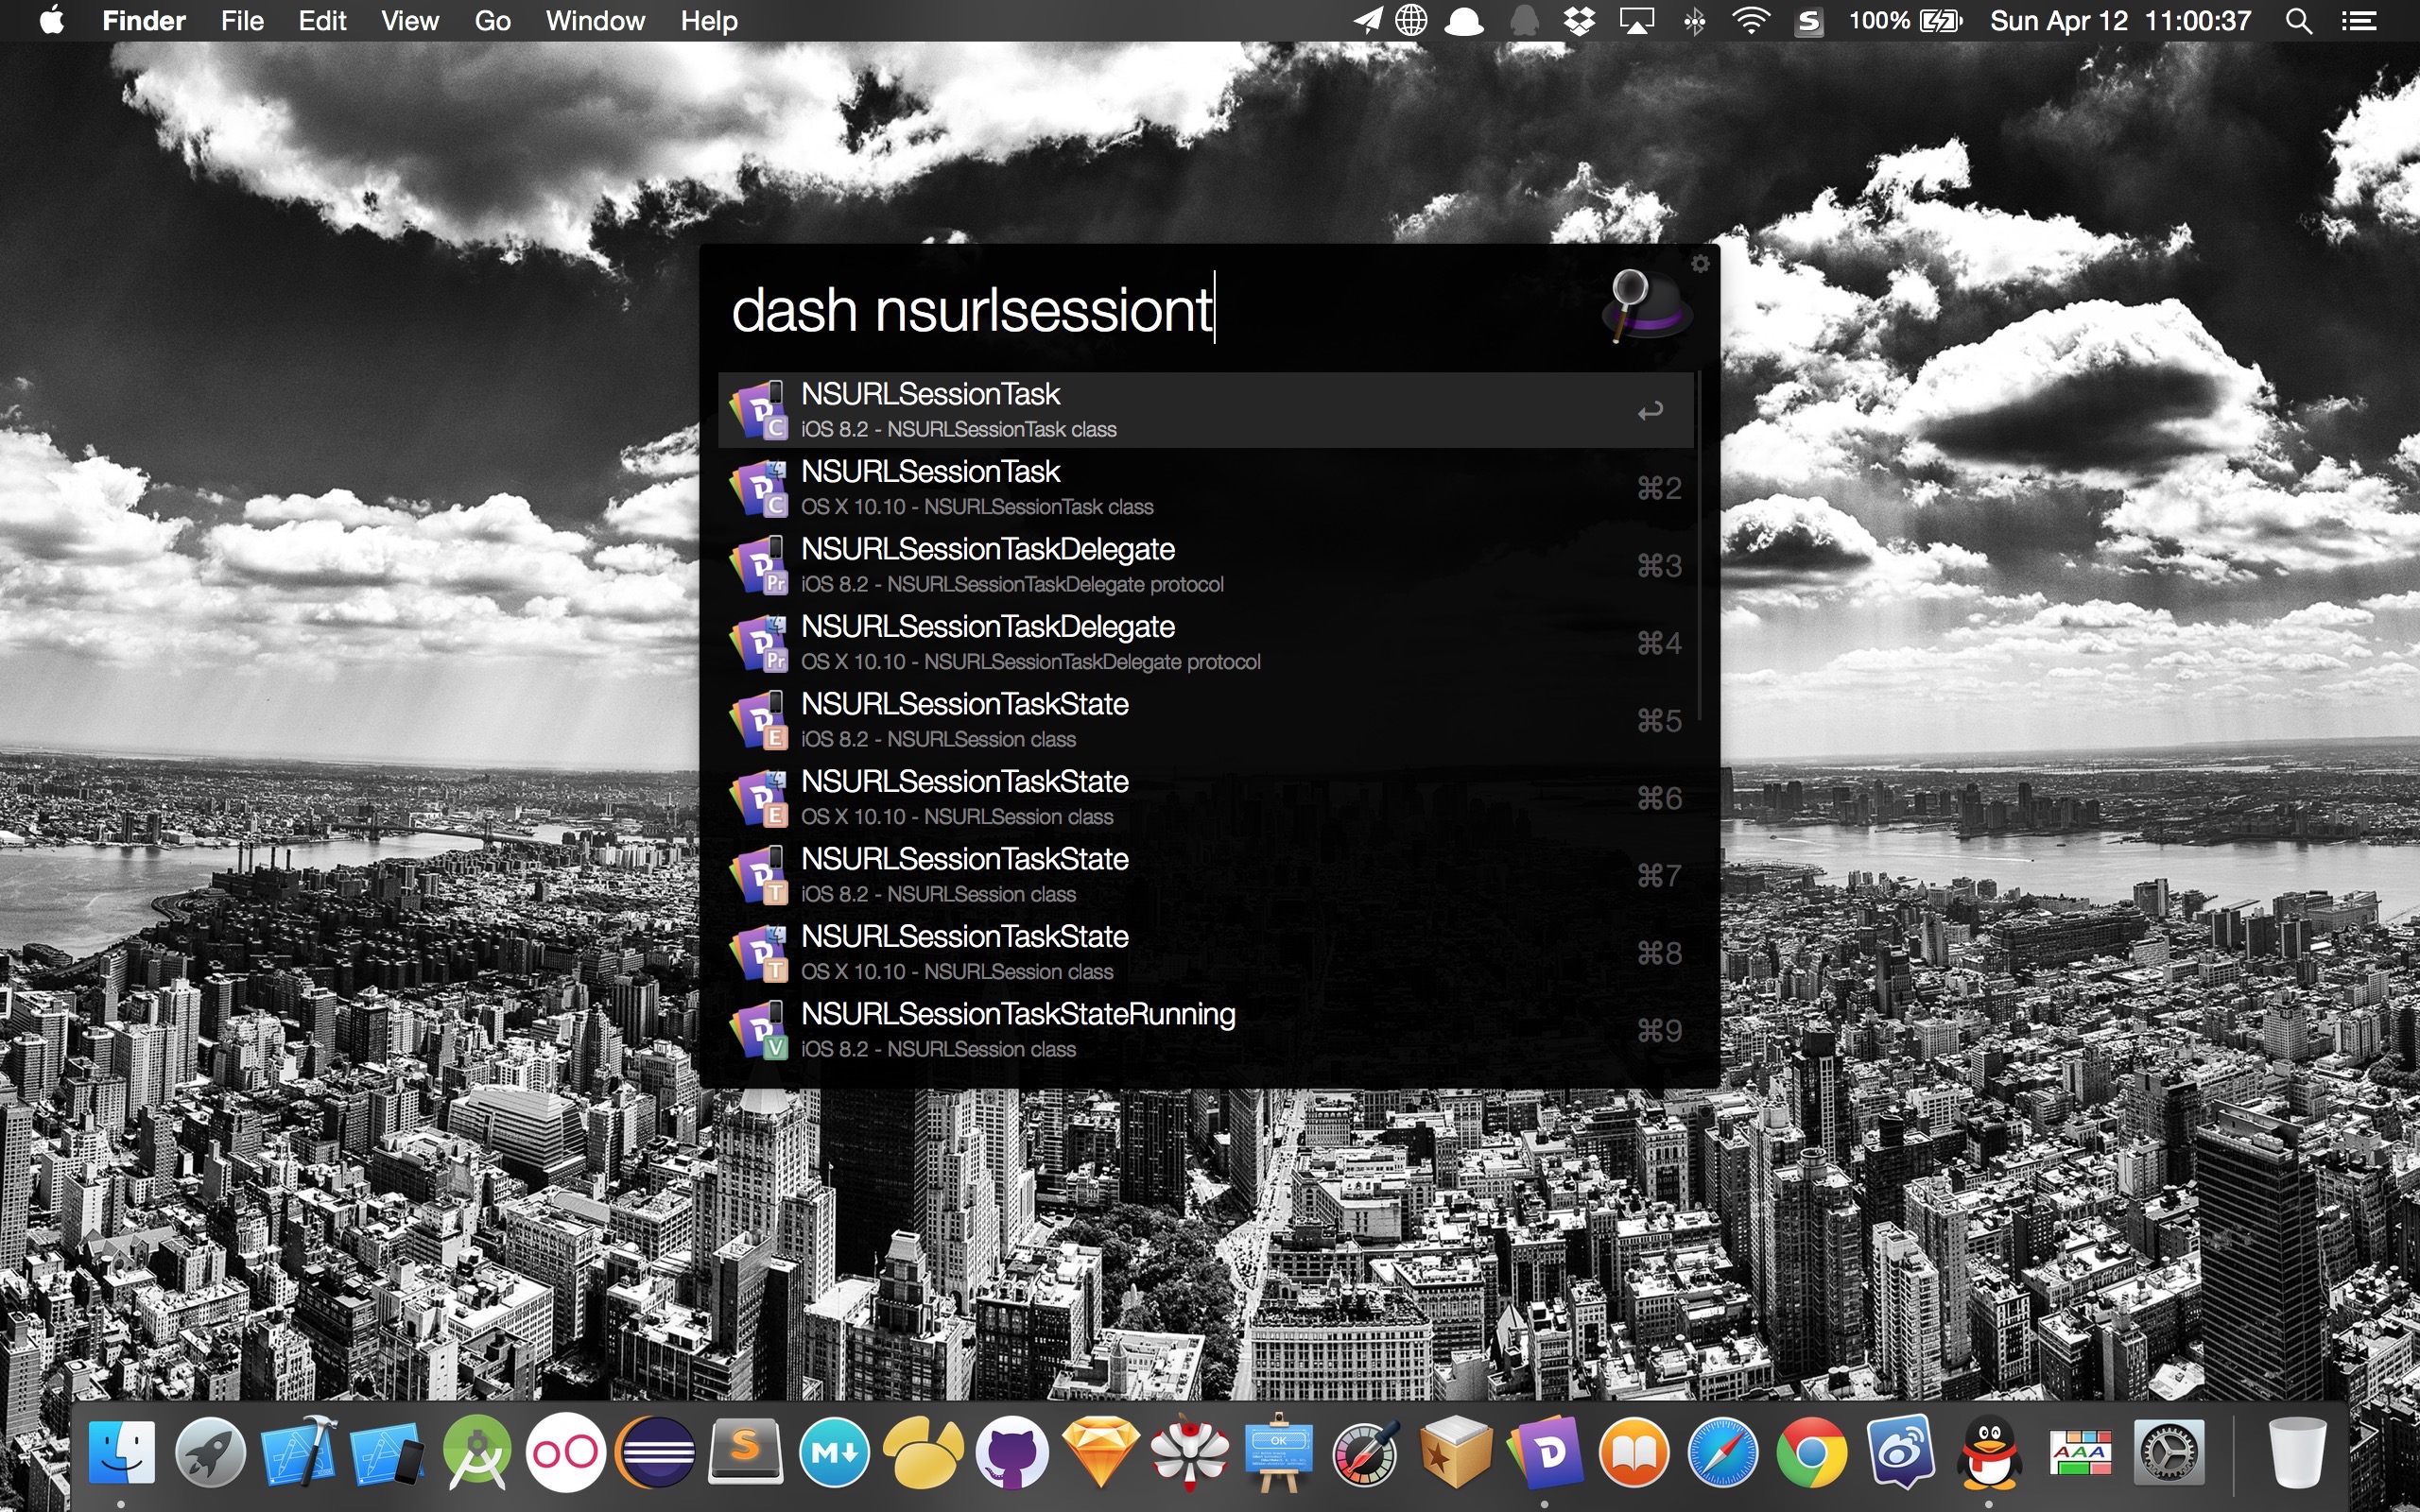 Finder File Edit View Go Window Help S 100% Sun Apr 12 11:00:37
dash nsurlsessiont
NSURLSessionTask
iOS 8.2 - NSURLSessionTask class
C
NSURLSessionTask
OS X 10.10 - NSURLSessionTask class
⌘2
C
NSURLSessionTaskDelegate
iOS 8.2 - NSURLSessionTaskDelegate protocol
⌘3
Pr
NSURLSessionTaskDelegate
OS X 10.10 - NSURLSessionTaskDelegate protocol
⌘4
Pr
NSURLSessionTaskState
iOS 8.2 - NSURLSession class
⌘5
E
NSURLSessionTaskState
OS X 10.10 - NSURLSession class
⌘6
E
NSURLSessionTaskState
iOS 8.2 - NSURLSession class
⌘7
T
NSURLSessionTaskState
OS X 10.10 - NSURLSession class
⌘8
T
NSURLSessionTaskStateRunning
iOS 8.2 - NSURLSession class
⌘9
V
S M OK D AAA